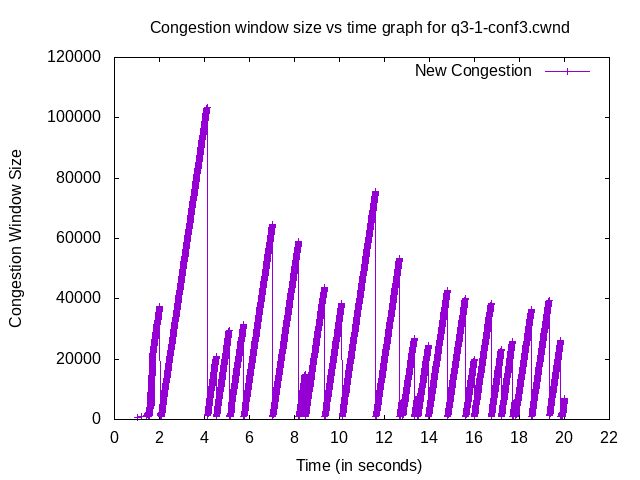 Congestion window size vs time graph for q3-1-conf3.cwnd
New Congestion
120000
100000
80000
60000
40000
20000
0
Congestion Window Size
0 2 4 6 8 10 12 14 16 18 20 22
Time (in seconds)